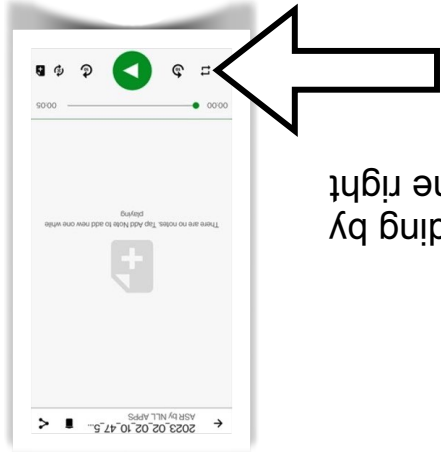 2023_02_02_10_47_5...
ASR by NLL APPS
ding by
right
There are no notes. Tap Add Note to add new one while
playing
00:00
00:05